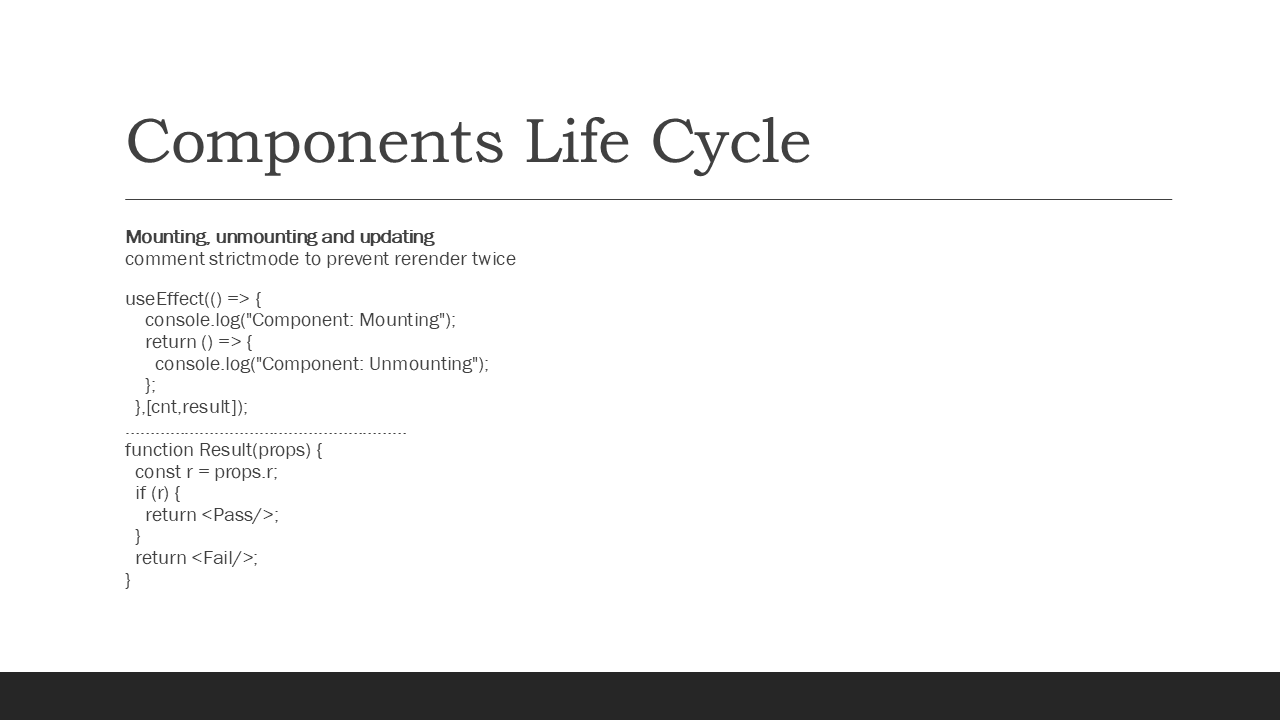 Components Life Cycle
Mounting, unmounting and updating
comment strictmode to prevent rerender twice
useEffect(() => {
    console.log("Component: Mounting");
    return () => {
      console.log("Component: Unmounting");
    };
  },[cnt,result]);
---------------------------------------------------------
function Result(props) {
  const r = props.r;
  if (r) {
    return <Pass/>;
  }
  return <Fail/>;
}